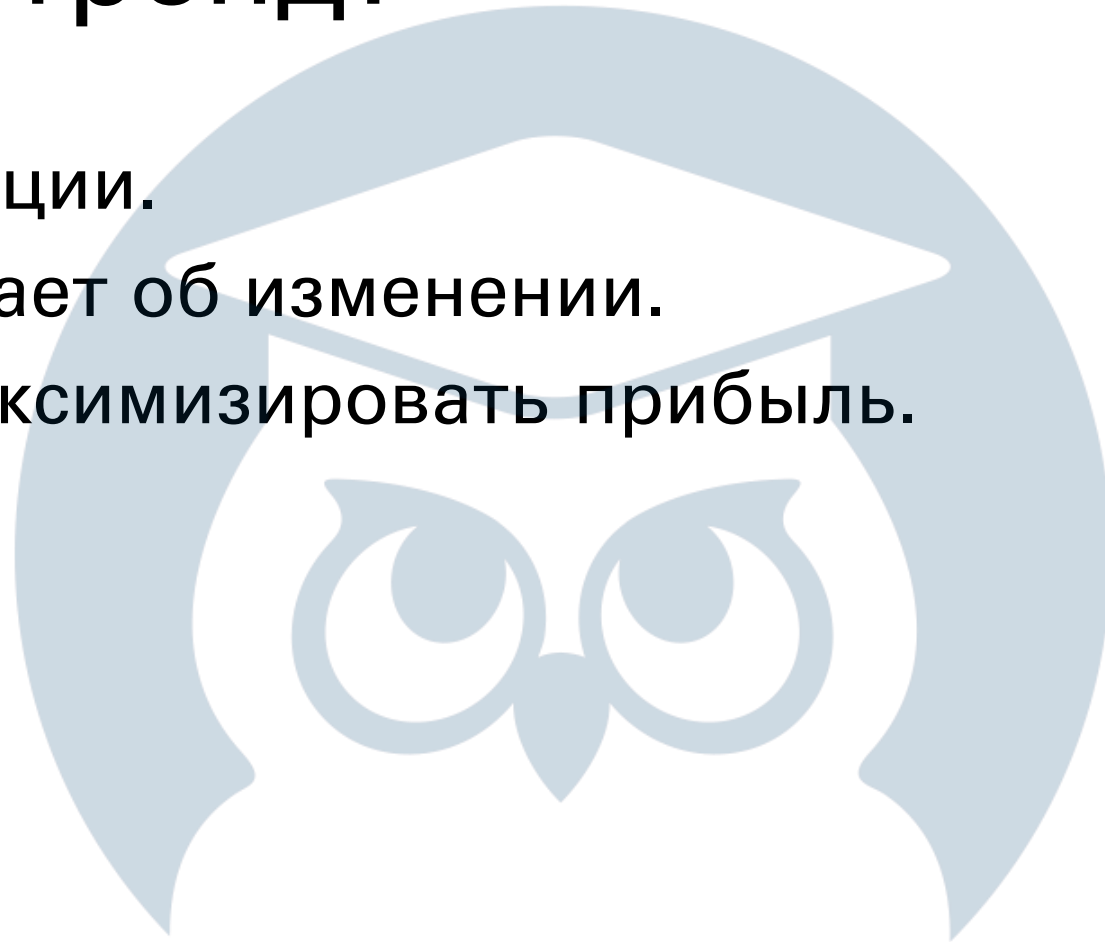 ции.
ает об изменении.
ксимизировать прибыль.